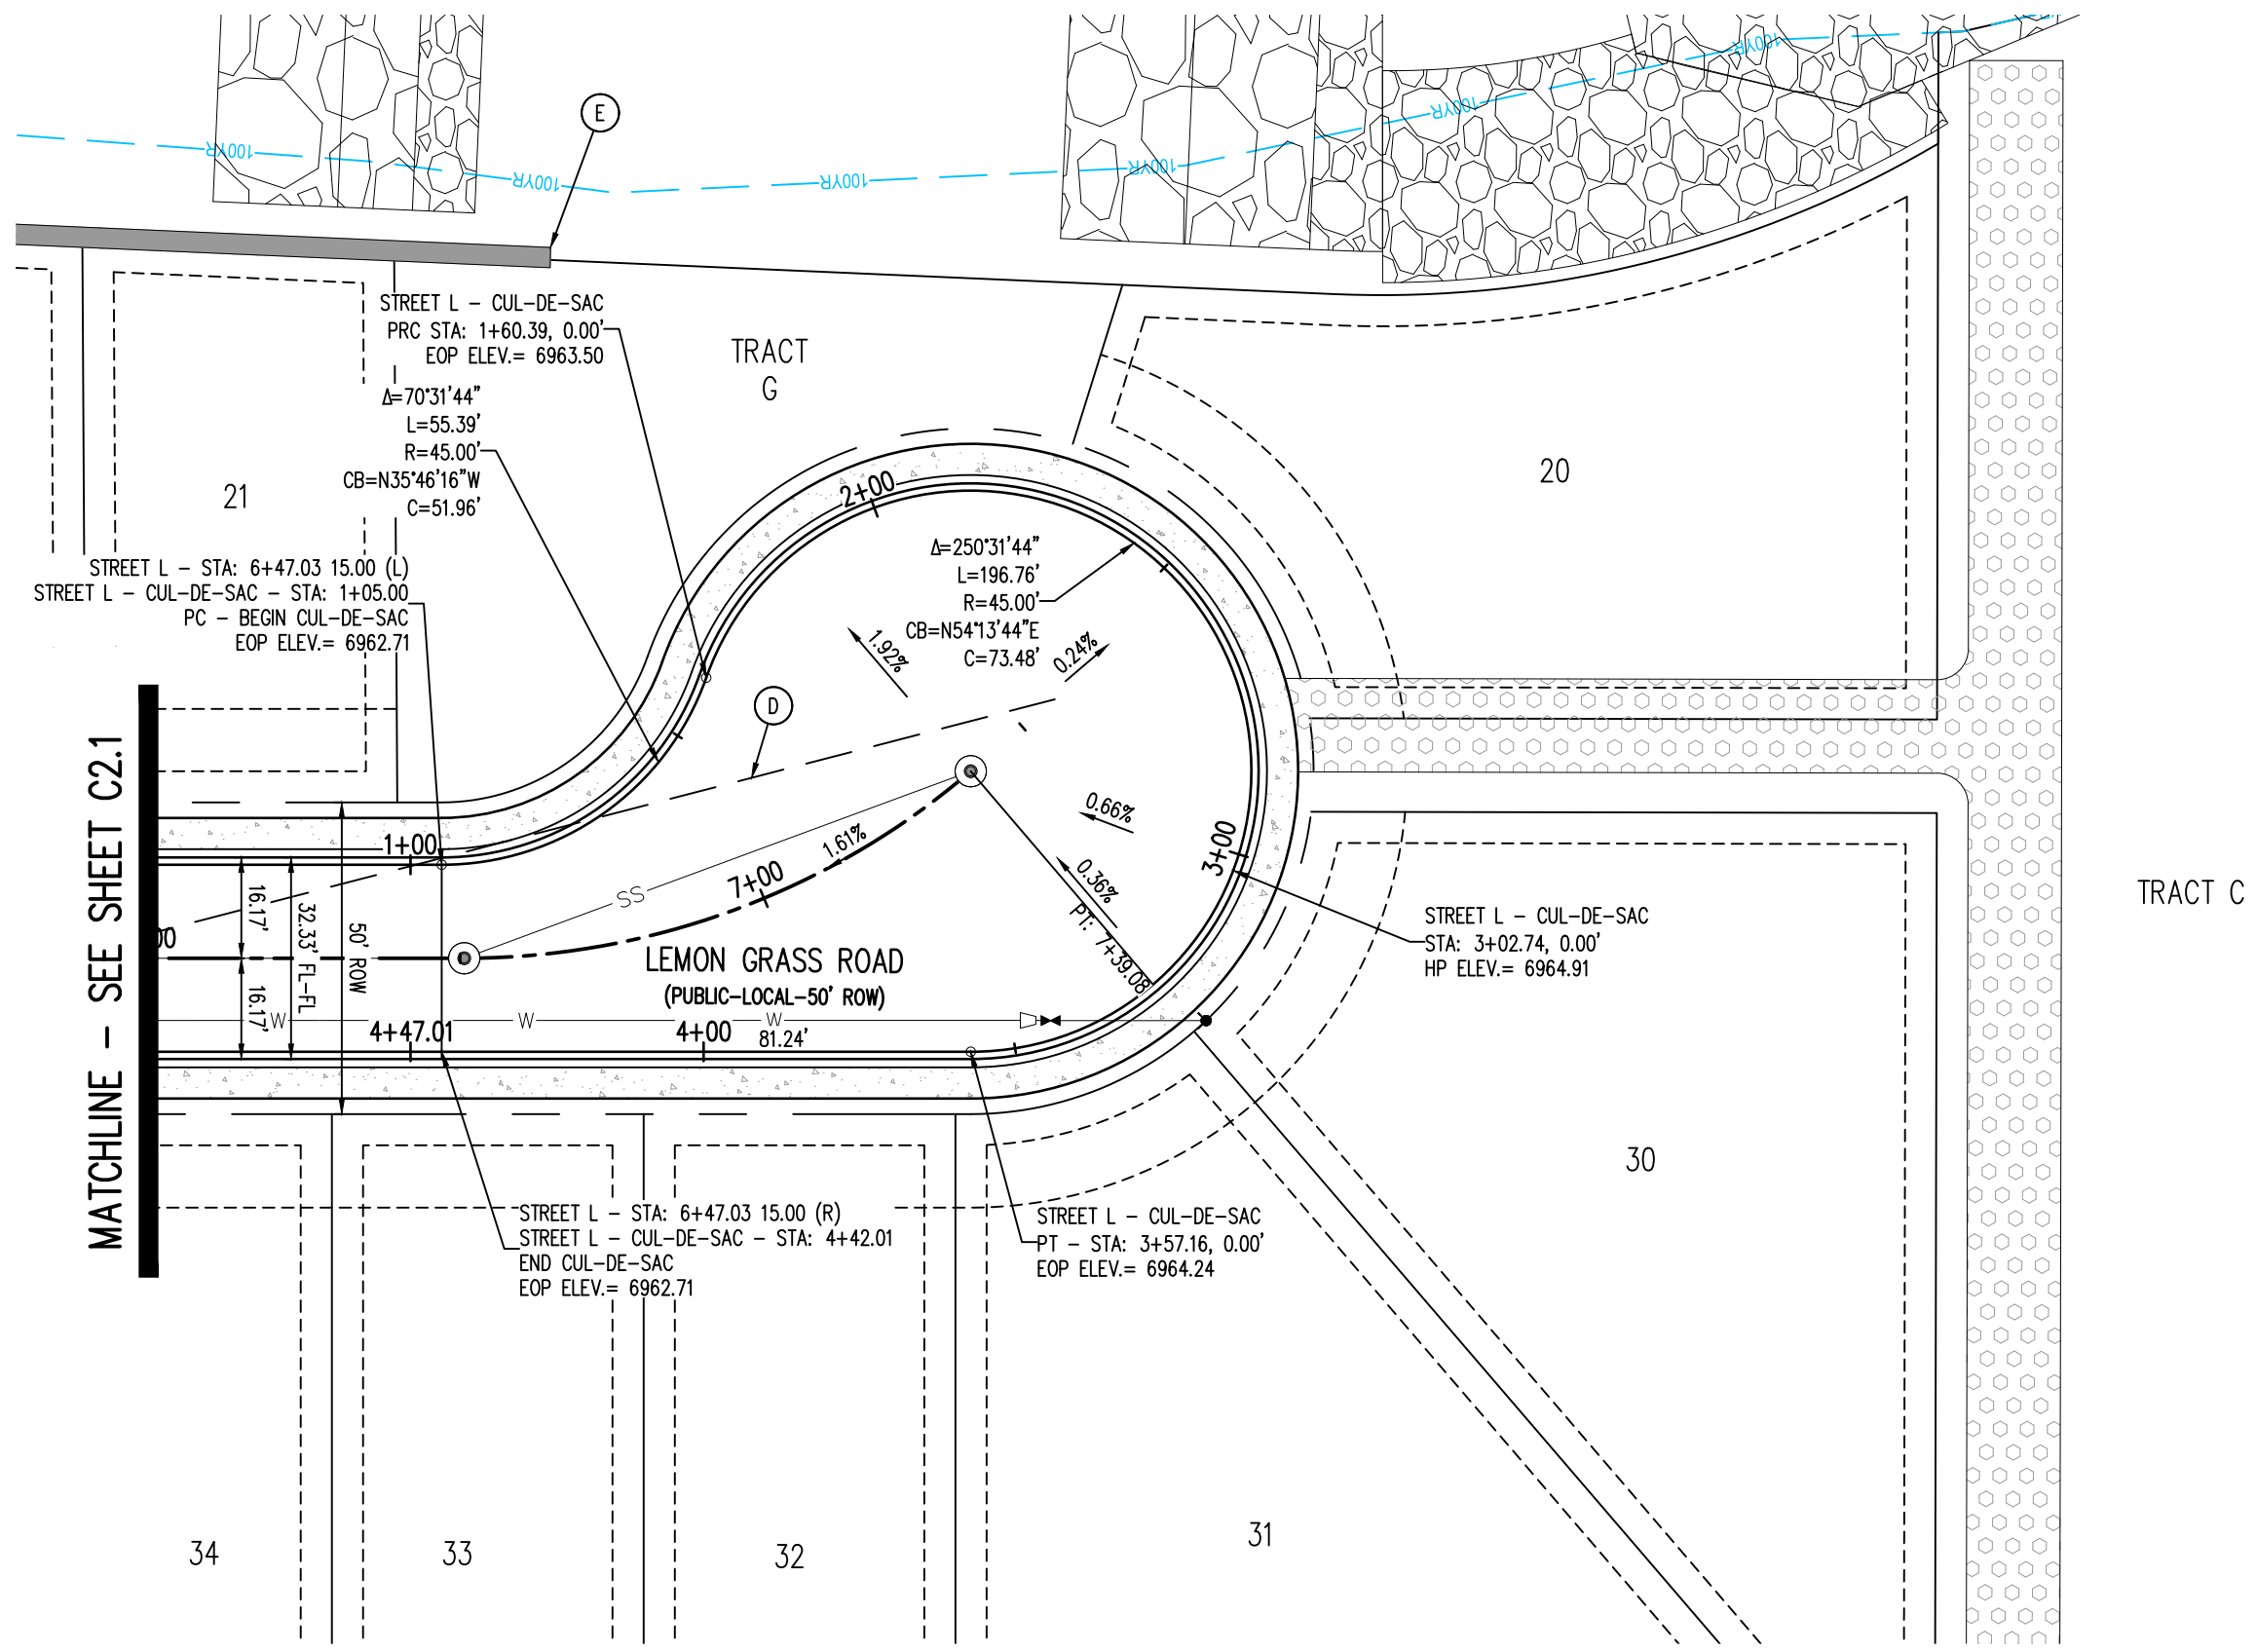 100YR
100YR
100YR
100YR
100YR
100YR
100YR
E
STREET L - CUL-DE-SAC
PRC STA: 1+60.39, 0.00'
EOP ELEV.= 6963.50
TRACT
G
Δ=70°31'44"
L=55.39'
R=45.00'
CB=N35°46'16"W
C=51.96'
21
20
2+00
Δ=250°31'44"
L=196.76'
R=45.00'
CB=N54°13'44"E
C=73.48'
STREET L - STA: 6+47.03 15.00 (L)
STREET L - CUL-DE-SAC - STA: 1+05.00
PC - BEGIN CUL-DE-SAC
EOP ELEV.= 6962.71
1.92%
0.24%
D
MATCHLINE - SEE SHEET C2.1
1+00
1.61%
0.66%
3+00
0.36%
PT: 7+39.08
SS
7+00
16.17'
32.33' FL-FL
50' ROW
16.17'
00
LEMON GRASS ROAD
(PUBLIC-LOCAL-50' ROW)
TRACT C
STREET L - CUL-DE-SAC
STA: 3+02.74, 0.00'
HP ELEV.= 6964.91
W
W
W
4+47.01
4+00
81.24'
30
STREET L - STA: 6+47.03 15.00 (R)
STREET L - CUL-DE-SAC - STA: 4+42.01
END CUL-DE-SAC
EOP ELEV.= 6962.71
STREET L - CUL-DE-SAC
PT - STA: 3+57.16, 0.00'
EOP ELEV.= 6964.24
34
33
32
31